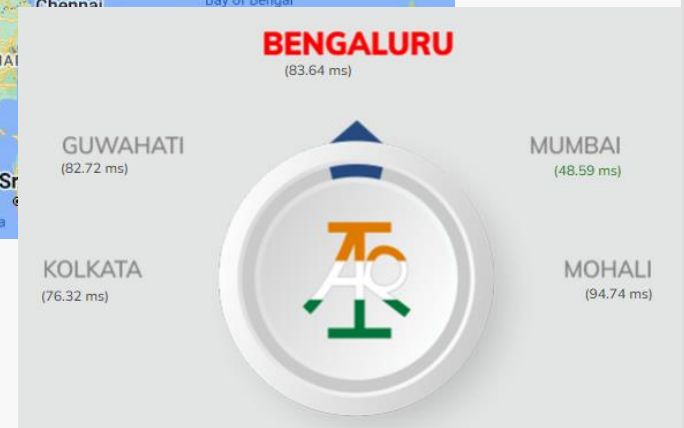 Chennai
Bay of Bengal
BENGALURU
(83.64 ms)
GUWAHATI
(82.72 ms)
MUMBAI
(48.59 ms)
Sr
KOLKATA
(76.32 ms)
MOHALI
(94.74 ms)